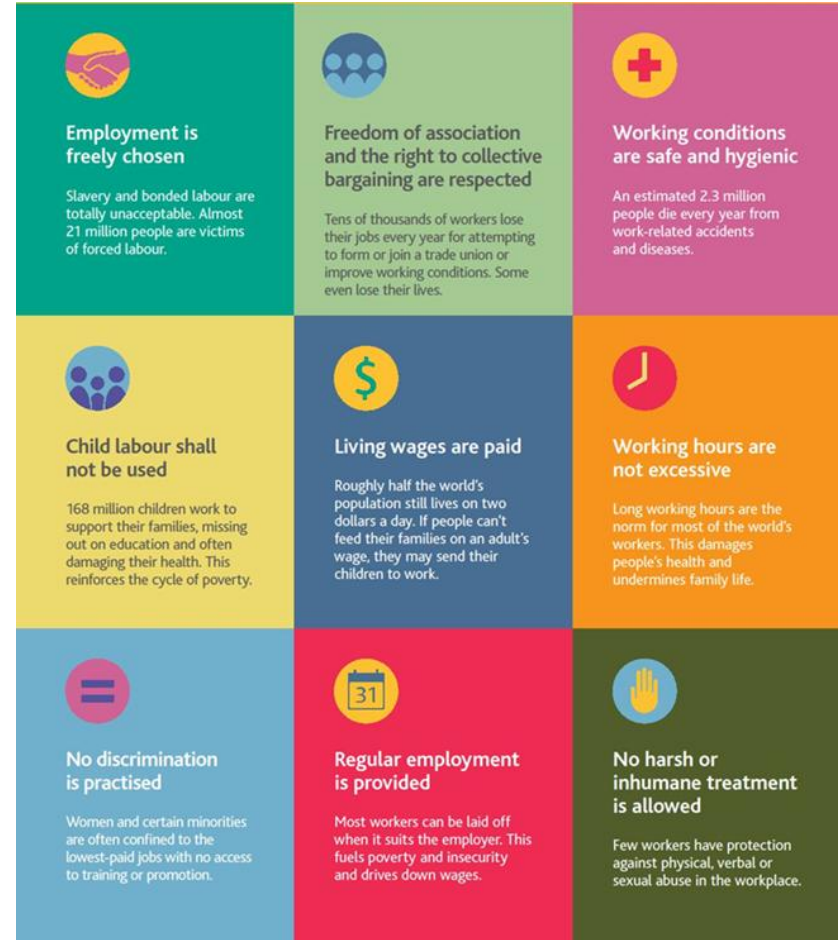 Employment is
freely chosen
Slavery and bonded labour are
totally unacceptable. Almost
21 million people are victims
of forced labour.
Freedom of association
and the right to collective
bargaining are respected
Tens of thousands of workers lose
their jobs every year for attempting
to form or join a trade union or
improve working conditions. Some
even lose their lives.
Working conditions
are safe and hygienic
An estimated 2.3 million
people die every year from
work-related accidents
and diseases.
Child labour shall
not be used
168 million children work to
support their families, missing
out on education and often
damaging their health. This
reinforces the cycle of poverty.
$
Living wages are paid
Roughly half the world's
population still lives on two
dollars a day. If people can't
feed their families on an adult's
wage, they may send their
children to work.
Working hours are
not excessive
Long working hours are the
norm for most of the world's
workers. This damages
people's health and
undermines family life.
No discrimination
is practised
Women and certain minorities
are often confined to the
lowest-paid jobs with no access
to training or promotion.
31
Regular employment
is provided
Most workers can be laid off
when it suits the employer. This
fuels poverty and insecurity
and drives down wages.
No harsh or
inhumane treatment
is allowed
Few workers have protection
against physical, verbal or
sexual abuse in the workplace.